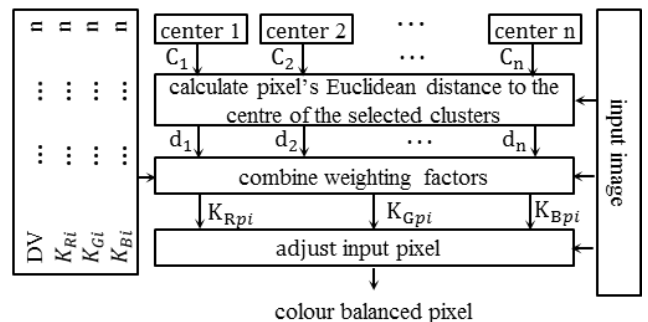 center 1 center 2 ... center n
C1 C2 ... Cn
calculate pixel's Euclidean distance to the
centre of the selected clusters
d1 d2 ... dn
combine weighting factors
KRpi KGpi KBpi
adjust input pixel
colour balanced pixel
DV ... ... n
KRi ... ... n
KGi ... ... n
KBi ... ... n
input image